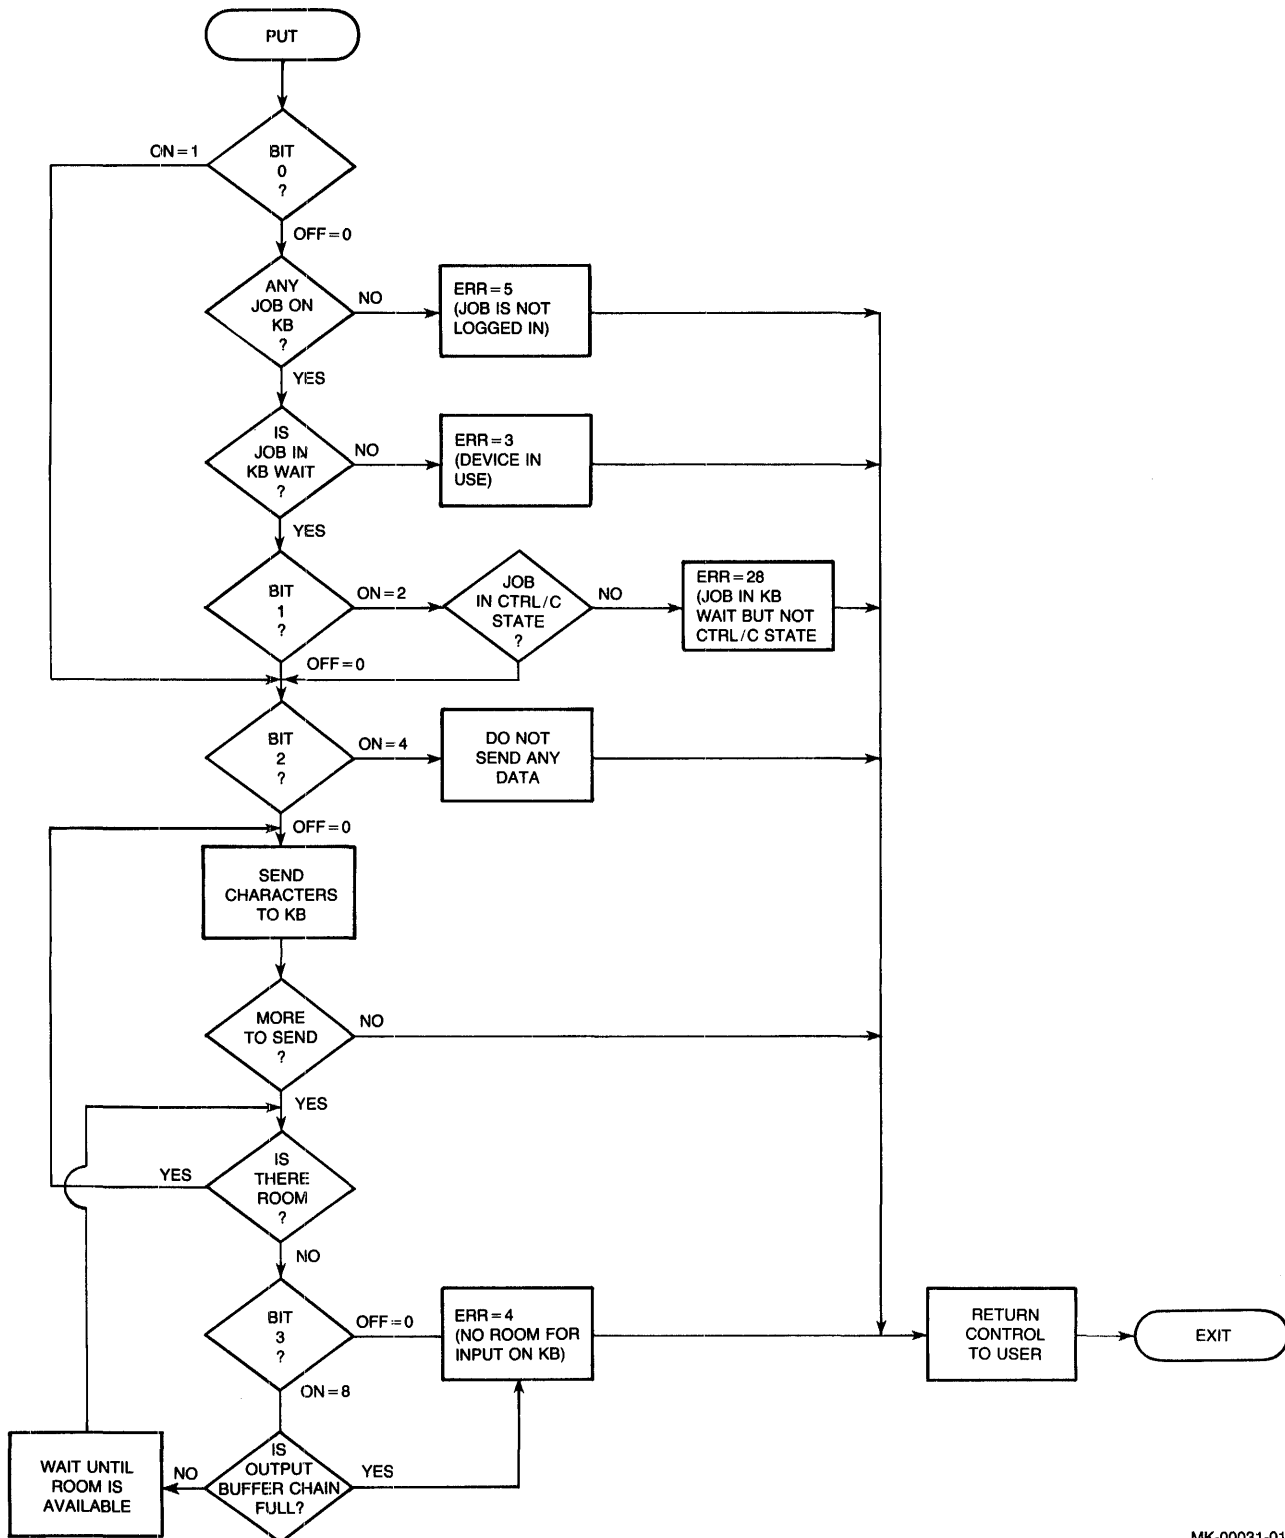 PUT
ON=1
BIT
0
?
OFF=0
ANY
JOB ON
KB
?
NO
ERR=5
(JOB IS NOT
LOGGED IN)
YES
IS
JOB IN
KB WAIT
?
NO
ERR=3
(DEVICE IN
USE)
YES
BIT
1
?
ON=2
JOB
IN CTRL/C
STATE
?
NO
ERR=28
(JOB IN KB
WAIT BUT NOT
CTRL/C STATE
OFF=0
BIT
2
?
ON=4
DO NOT
SEND ANY
DATA
OFF=0
SEND
CHARACTERS
TO KB
MORE
TO SEND
?
NO
YES
IS
THERE
ROOM
?
YES
NO
BIT
3
?
OFF=0
ERR=4
(NO ROOM FOR
INPUT ON KB)
RETURN
CONTROL
TO USER
EXIT
ON=8
IS
OUTPUT
BUFFER CHAIN
FULL?
YES
NO
WAIT UNTIL
ROOM IS
AVAILABLE
MK-00031-01